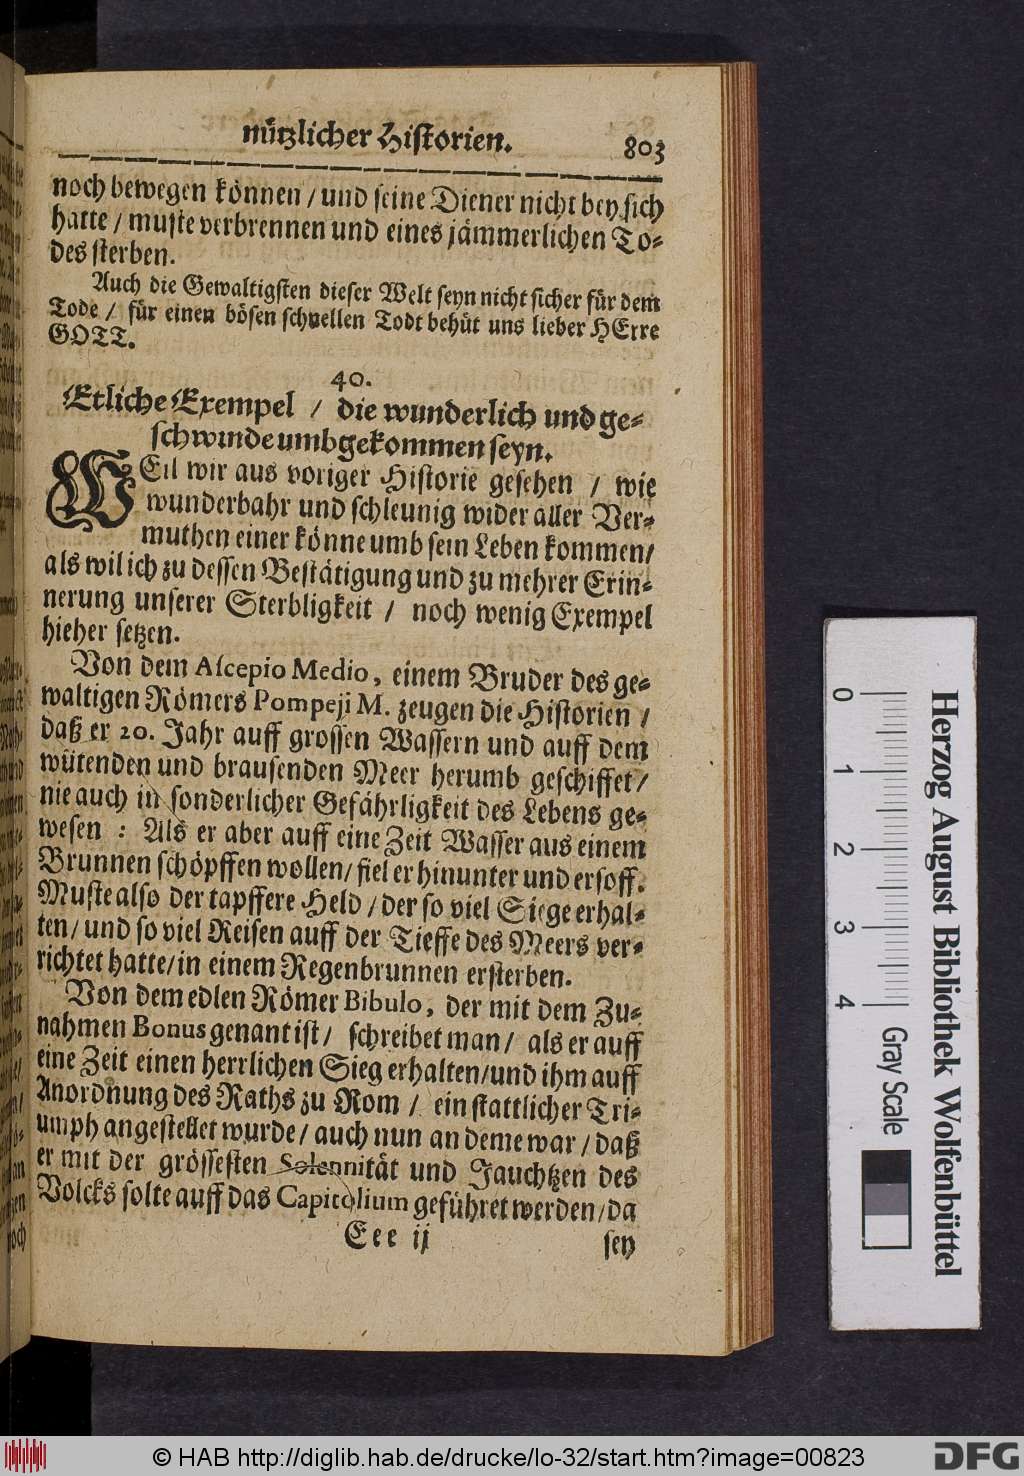 nützlicher Historien. 803
noch bewegen können / und seine Diener nicht bey sich
hatte / muste verbrennen und eines jämmerlichen To-
des sterben.
Auch die Gewaltigsten dieser Welt seyn nicht sicher für dem
Tode / für einen bösen schnellen Todt behüt uns lieber HErre
GOTT.
40.
Etliche Exempel / die wunderlich und ge-
schwinde umbgekommen seyn.
WEil wir aus voriger Historie gesehen / wie
wunderbahr und schleunig wider aller Ver-
muthen einer könne umb sein Leben kommen /
als wil ich zu dessen Bestätigung und zu mehrer Erin-
nerung unserer Sterbligkeit / noch wenig Exempel
hieher setzen.
Von dem Ascepio Medio, einem Bruder des ge-
waltigen Römers Pompeji M. zeugen die Historien /
daß er 20. Jahr auff grossen Wassern und auff dem
wütenden und brausenden Meer herumb geschiffet /
nie auch in sonderlicher Gefährligkeit des Lebens ge-
wesen : Als er aber auff eine Zeit Wasser aus einem
Brunnen schöpffen wollen / fiel er hinunter und ersoff.
Muste also der tapffere Held / der so viel Siege erhal-
ten / und so viel Reisen auff der Tieffe des Meers ver-
richtet hatte / in einem Regenbrunnen ersterben.
Von dem edlen Römer Bibulo, der mit dem Zu-
nahmen Bonus genant ist / schreibet man / als er auff
eine Zeit einen herrlichen Sieg erhalten / und ihm auff
Anordnung des Raths zu Rom / ein stattlicher Tri-
umph angestellet wurde / auch nun an deme war / daß
er mit der grössesten Solennität und Jauchtzen des
Volcks solte auff das Capitolium geführet werden / da
Eee ij sey
0 1 2 3 4 Gray Scale
Herzog August Bibliothek Wolfenbüttel
© HAB http://diglib.hab.de/drucke/lo-32/start.htm?image=00823 DFG